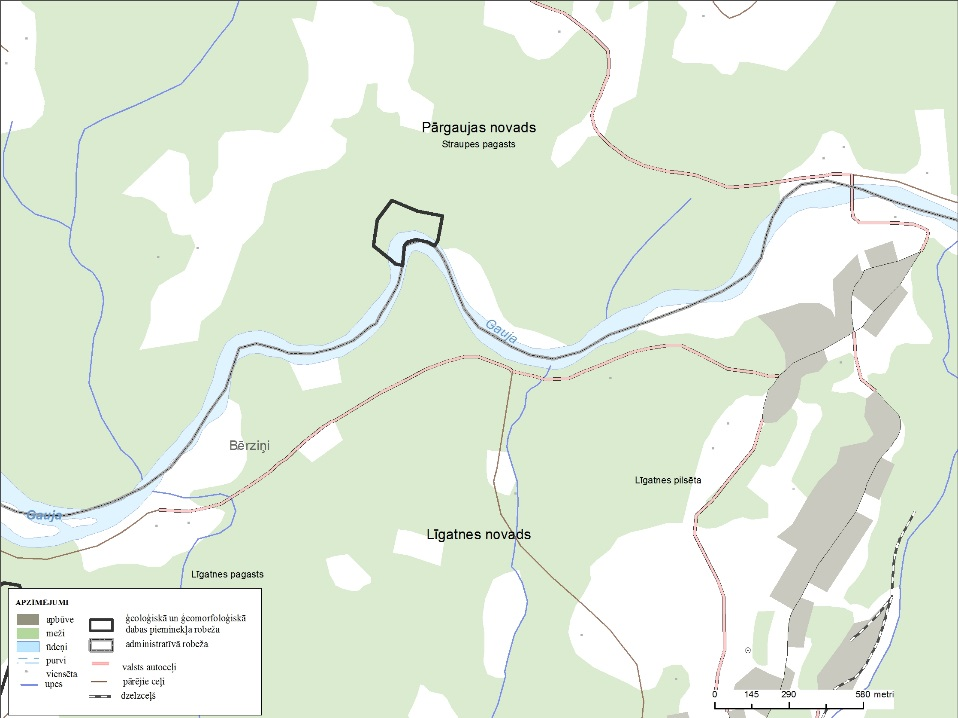 Pārgaujas novads
Straupes pagasts
Gauja
Bērziņi
Līgatnes pilsēta
Gauja
Līgatnes novads
Līgatnes pagasts
APZĪMĒJUMI
apbūve
meži
ūdeņi
purvi
viensēta
upes
ģeoloģiskā un ģeomorfoloģiskā
dabas pieminekļa robeža
administratīvā robeža
valsts autoceļi
pārējie ceļi
dzelzceļš
0 145 290 580 metri